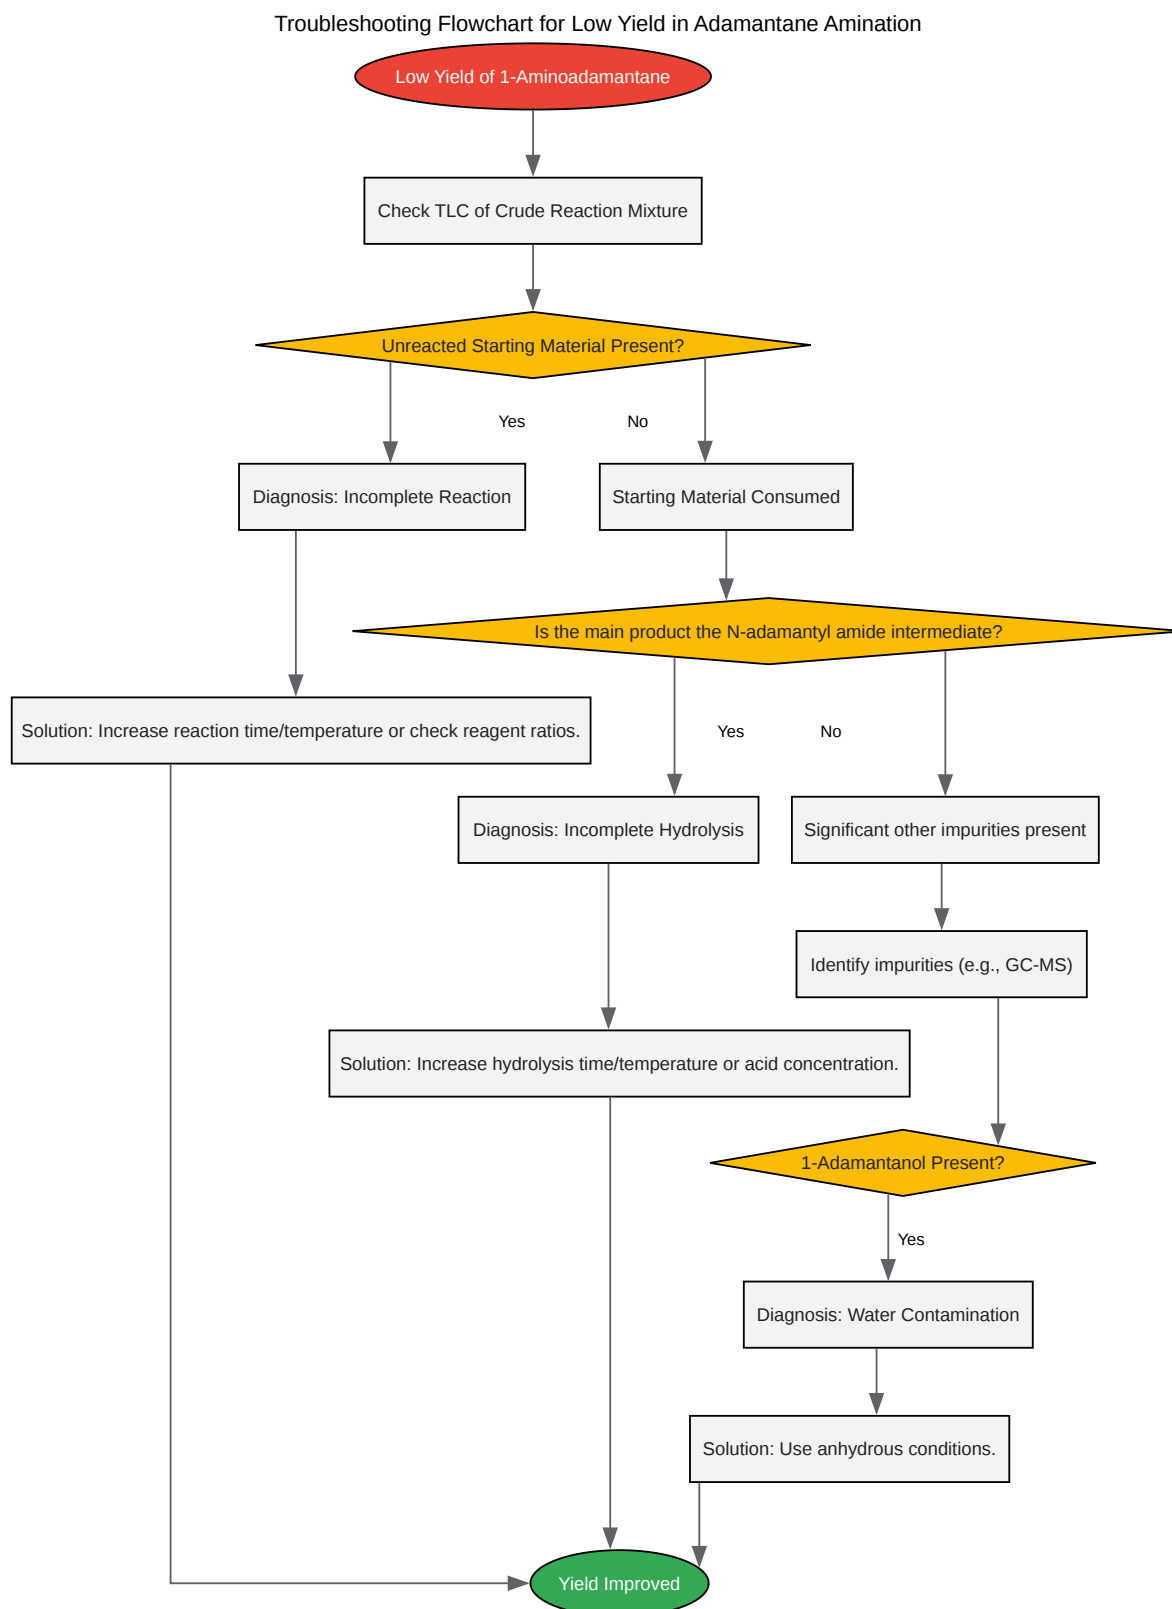 Troubleshooting Flowchart for Low Yield in Adamantane Amination
Low Yield of 1-Aminoadamantane
Check TLC of Crude Reaction Mixture
Unreacted Starting Material Present?
Yes
No
Diagnosis: Incomplete Reaction
Starting Material Consumed
Is the main product the N-adamantyl amide intermediate?
Solution: Increase reaction time/temperature or check reagent ratios.
Yes
No
Diagnosis: Incomplete Hydrolysis
Significant other impurities present
Identify impurities (e.g., GC-MS)
Solution: Increase hydrolysis time/temperature or acid concentration.
1-Adamantanol Present?
Yes
Diagnosis: Water Contamination
Solution: Use anhydrous conditions.
Yield Improved